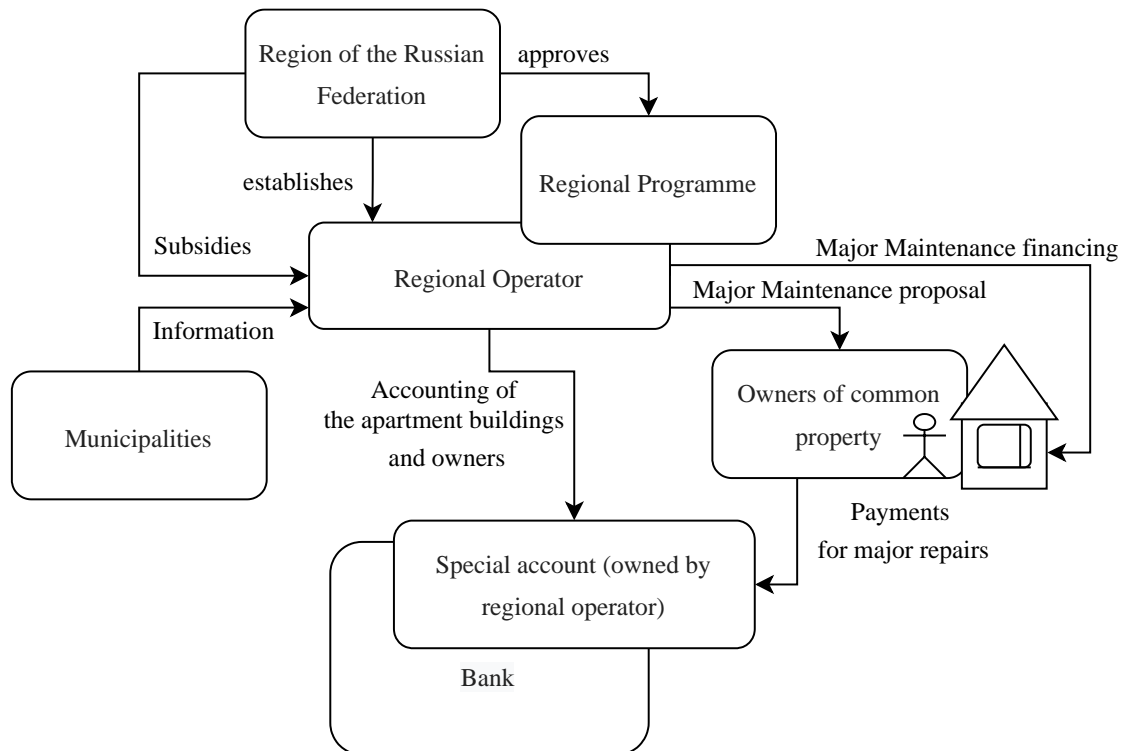 Region of the Russian
Federation
approves
establishes
Regional Programme
Subsidies
Regional Operator
Major Maintenance financing
Major Maintenance proposal
Information
Municipalities
Accounting of
the apartment buildings
and owners
Owners of common
property
Payments
for major repairs
Special account (owned by
regional operator)
Bank